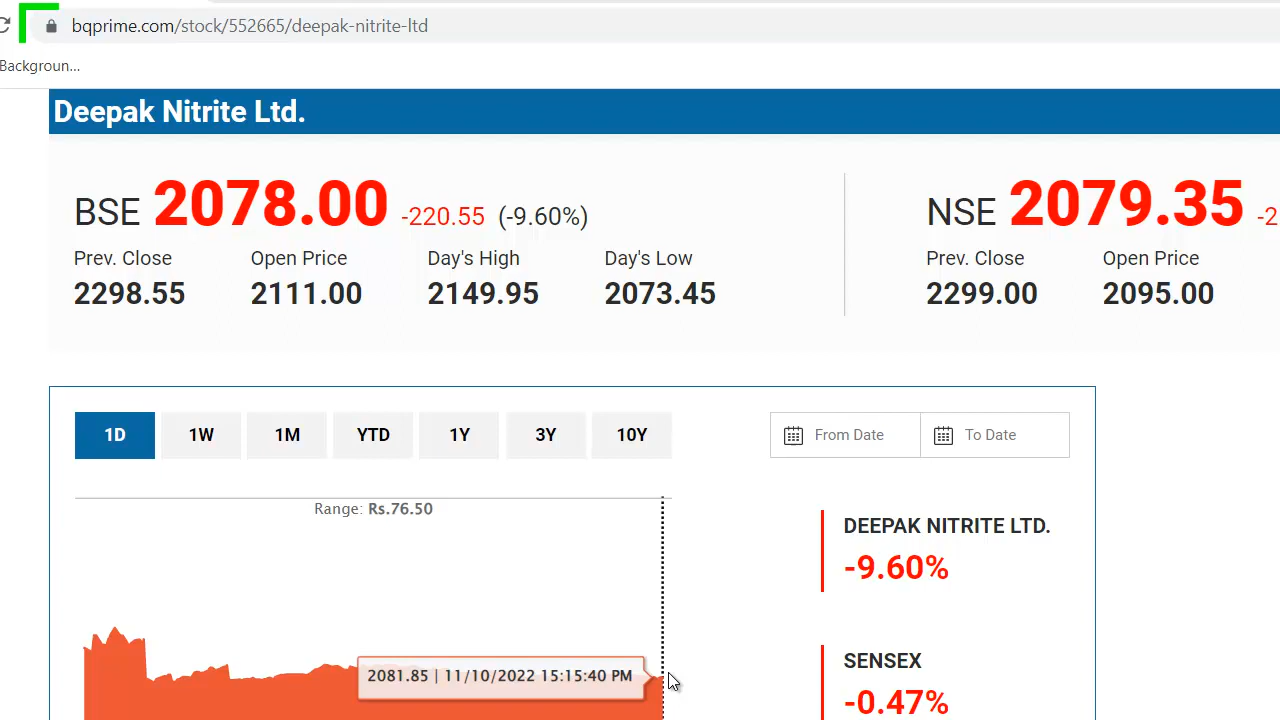 bqprime.com/stock/552665/deepak-nitrite-ltd
Backgroun...
Deepak Nitrite Ltd.
BSE 2078.00 -220.55 (-9.60%)
Prev. Close Open Price Day's High Day's Low
2298.55 2111.00 2149.95 2073.45
NSE 2079.35 -2
Prev. Close Open Price
2299.00 2095.00
1D 1W 1M YTD 1Y 3Y 10Y
From Date To Date
Range: Rs.76.50
2081.85 | 11/10/2022 15:15:40 PM
DEEPAK NITRITE LTD.
-9.60%
SENSEX
-0.47%